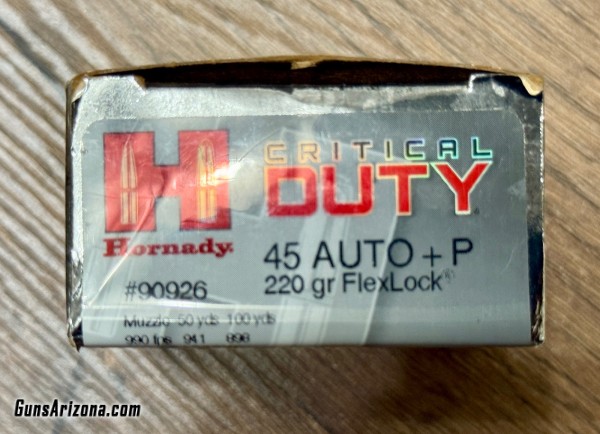 H
Hornady
CRITICAL
DUTY
45 AUTO + P
220 gr FlexLock®
#90926
Muzzle 50 yds 100 yds
990 fps 941 898
GunsArizona.com